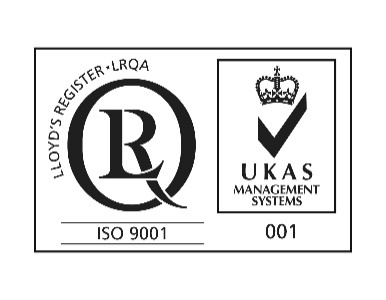 LLOYD'S REGISTER • LRQA
LR
ISO 9001
UKAS
MANAGEMENT
SYSTEMS
001